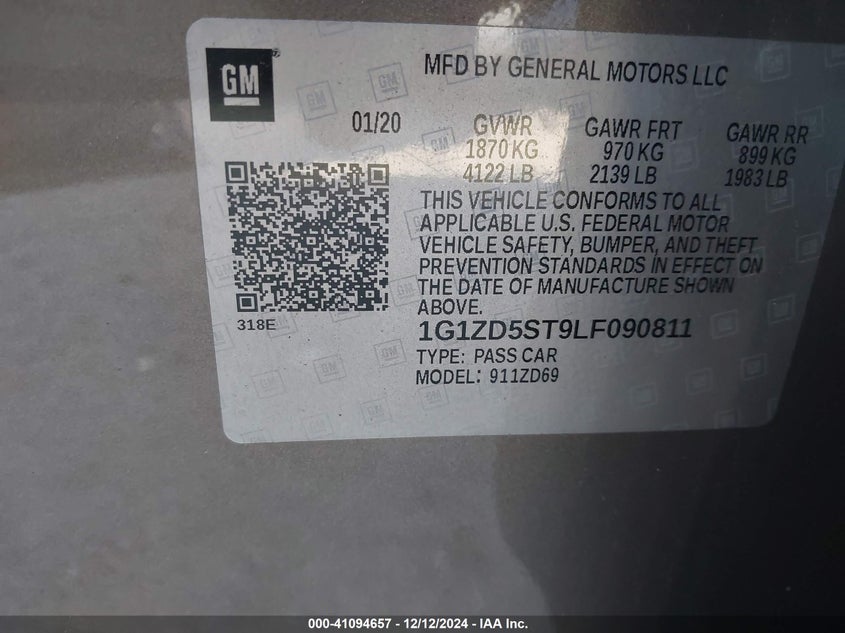 GM
MFD BY GENERAL MOTORS LLC
01/20
GVWR
1870 KG
4122 LB
GAWR FRT
970 KG
2139 LB
GAWR RR
899 KG
1983 LB
THIS VEHICLE CONFORMS TO ALL
APPLICABLE U.S. FEDERAL MOTOR
VEHICLE SAFETY, BUMPER, AND THEFT
PREVENTION STANDARDS IN EFFECT ON
THE DATE OF MANUFACTURE SHOWN
ABOVE.
318E
1G1ZD5ST9LF090811
TYPE: PASS CAR
MODEL: 911ZD69
000-41094657 - 12/12/2024 - IAA Inc.